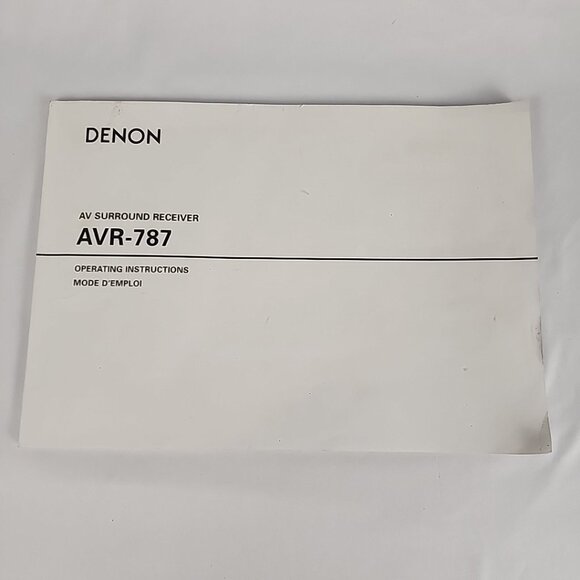 DENON
AV SURROUND RECEIVER
AVR-787
OPERATING INSTRUCTIONS
MODE D'EMPLOI